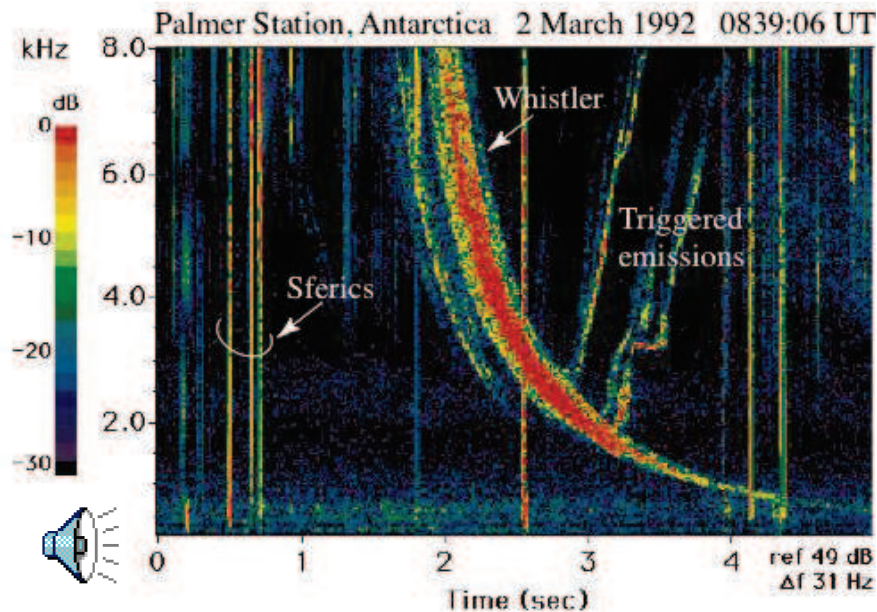 Palmer Station, Antarctica 2 March 1992 0839:06 UT
kHz
dB
0
-10
-20
-30
8.0
6.0
4.0
2.0
Whistler
Triggered
emissions
Sferics
0 1 2 3 4
Time (sec)
ref 49 dB
Δf 31 Hz